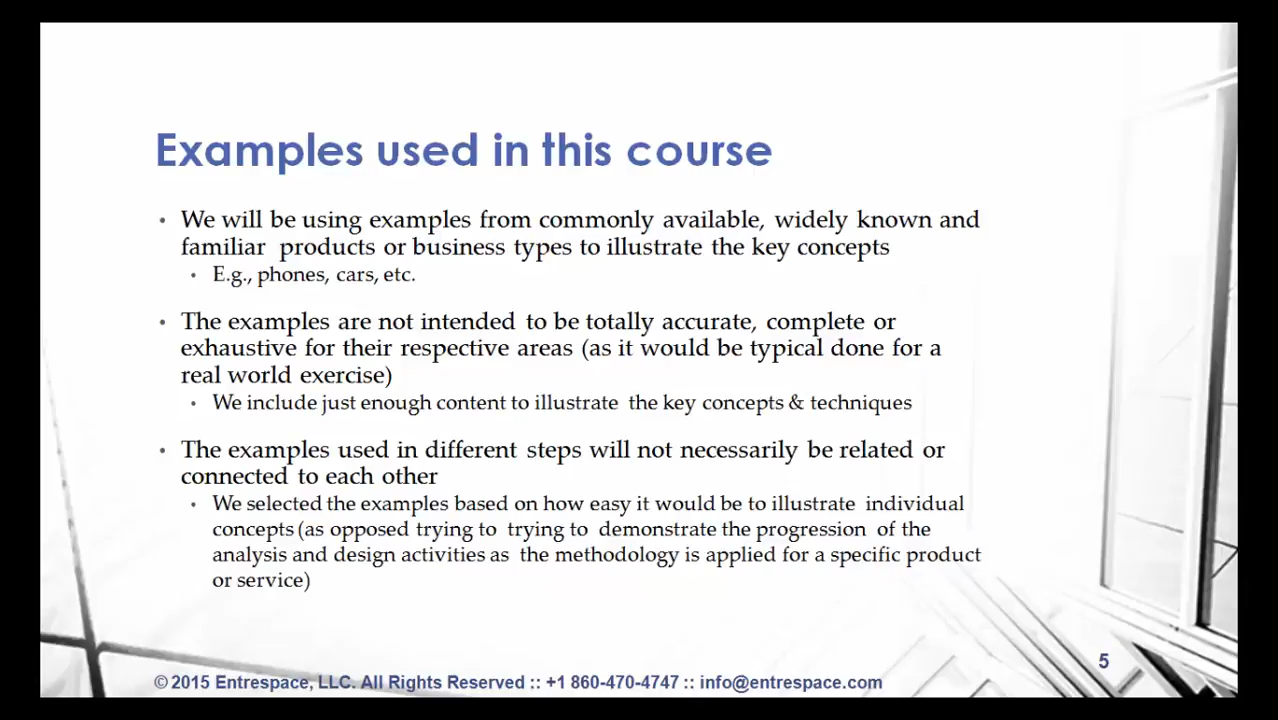 Examples used in this course
• We will be using examples from commonly available, widely known and
familiar products or business types to illustrate the key concepts
• E.g., phones, cars, etc.
• The examples are not intended to be totally accurate, complete or
exhaustive for their respective areas (as it would be typical done for a
real world exercise)
• We include just enough content to illustrate the key concepts & techniques
• The examples used in different steps will not necessarily be related or
connected to each other
• We selected the examples based on how easy it would be to illustrate individual
concepts (as opposed trying to trying to demonstrate the progression of the
analysis and design activities as the methodology is applied for a specific product
or service)
5
© 2015 Entrespace, LLC. All Rights Reserved :: +1 860-470-4747 :: info@entrespace.com